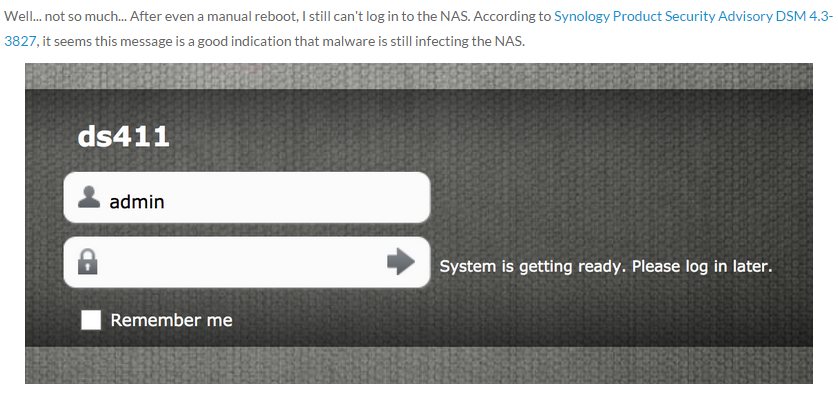 Well... not so much... After even a manual reboot, I still can't log in to the NAS. According to Synology Product Security Advisory DSM 4.3-
3827, it seems this message is a good indication that malware is still infecting the NAS.
ds411
admin
System is getting ready. Please log in later.
Remember me